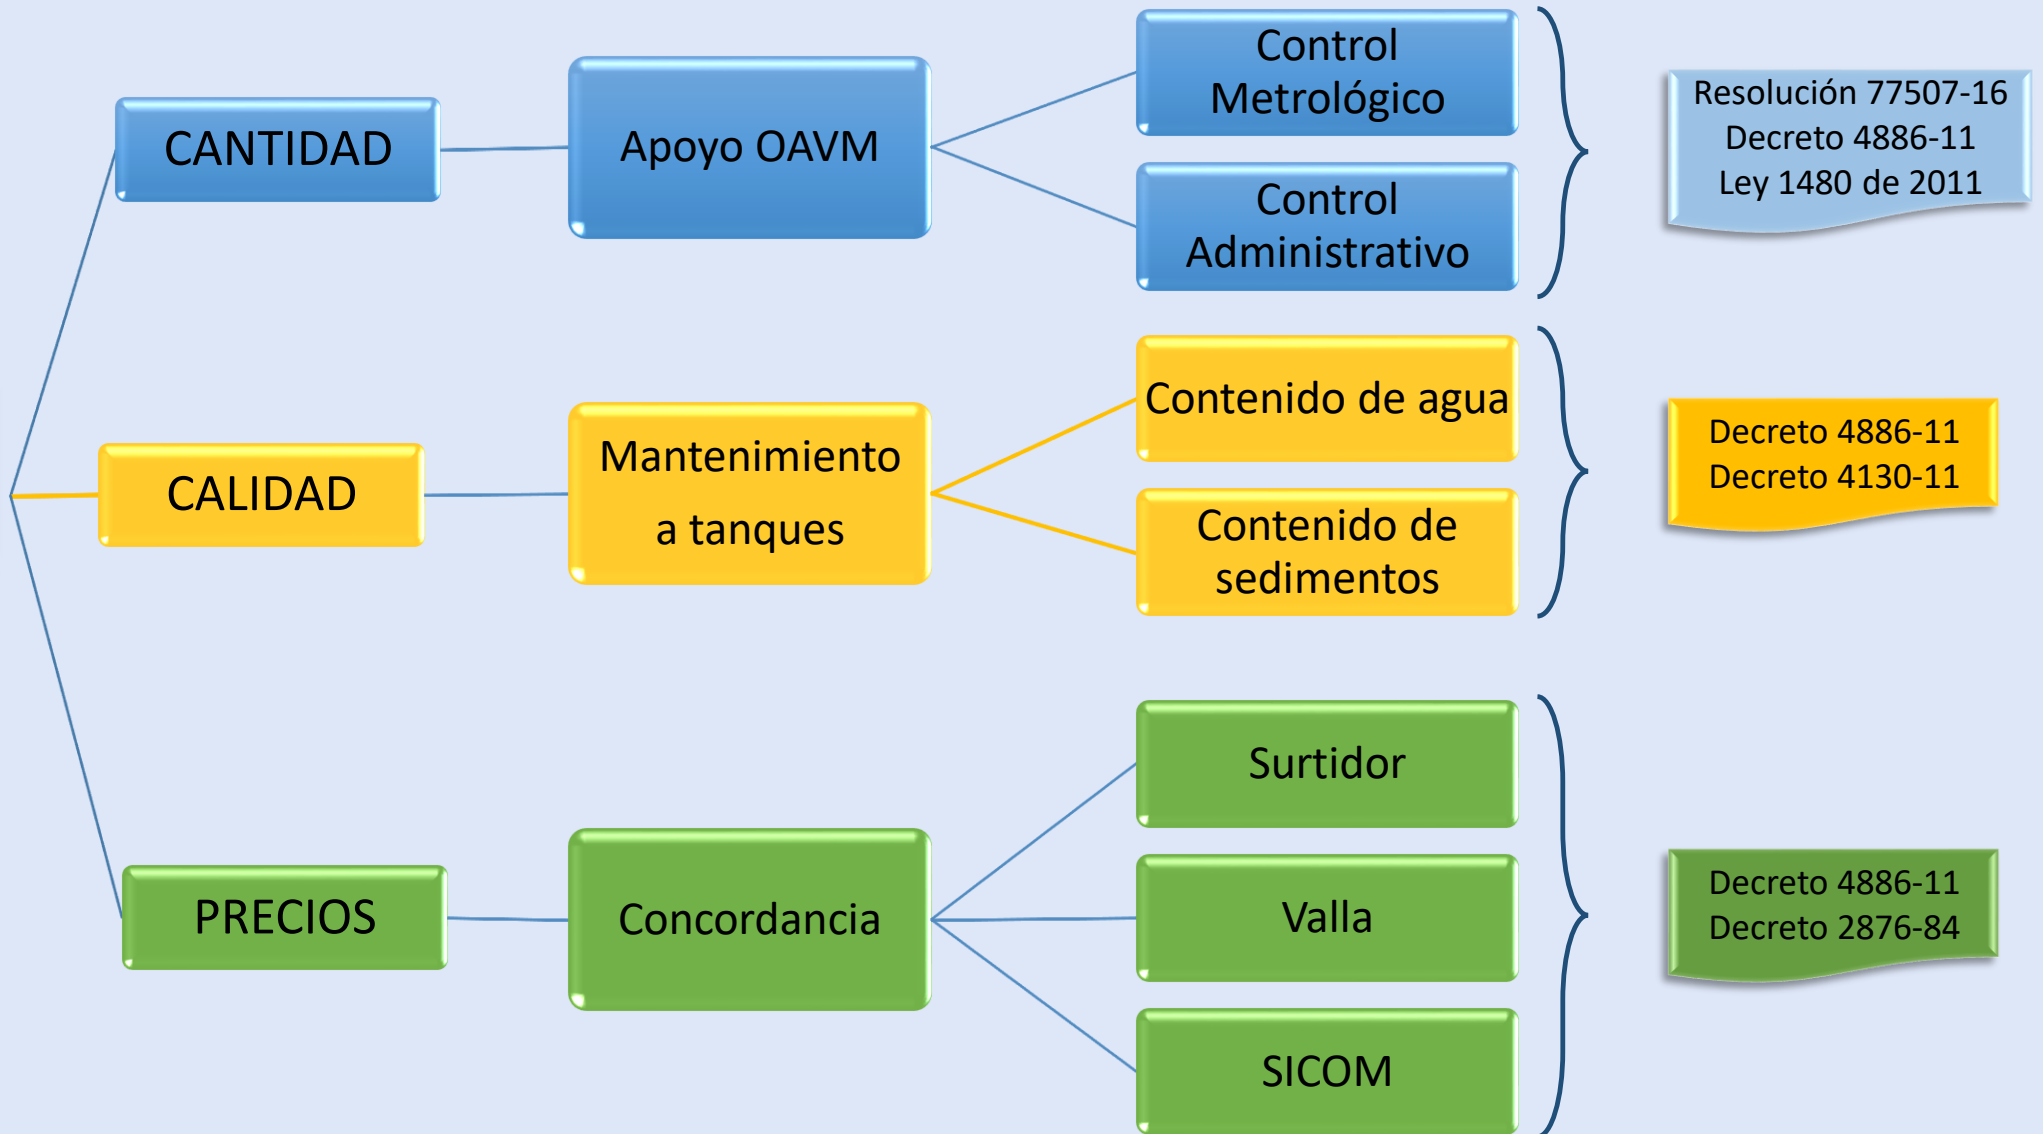 CANTIDAD
Apoyo OAVM
Control
Metrológico
Control
Administrativo
Resolución 77507-16
Decreto 4886-11
Ley 1480 de 2011
CALIDAD
Mantenimiento
a tanques
Contenido de agua
Contenido de
sedimentos
Decreto 4886-11
Decreto 4130-11
PRECIOS
Concordancia
Surtidor
Valla
SICOM
Decreto 4886-11
Decreto 2876-84